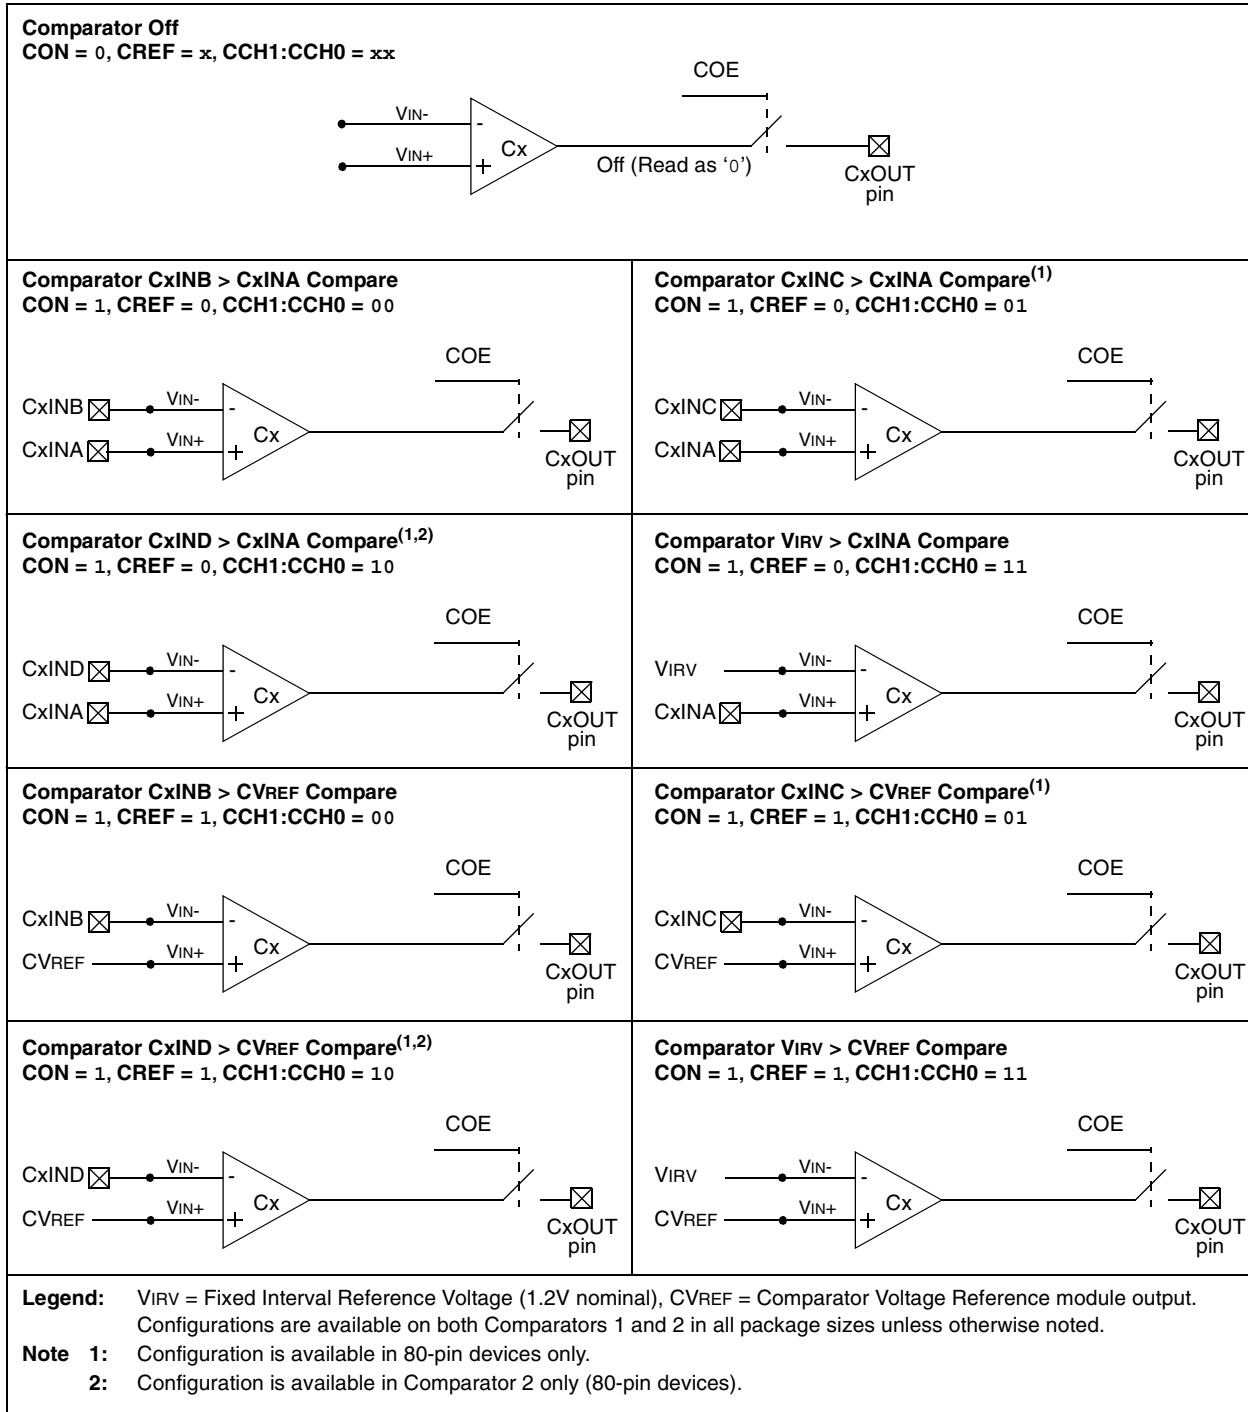 Comparator Off
CON = 0, CREF = x, CCH1:CCH0 = xx
COE
VIN-
-
Cx
VIN+
+
Off (Read as ‘0’)
CxOUT
pin
Comparator CxINB > CxINA Compare
CON = 1, CREF = 0, CCH1:CCH0 = 00
COE
CxINB
VIN-
-
Cx
CxINA
VIN+
+
CxOUT
pin
Comparator CxINC > CxINA Compare(1)
CON = 1, CREF = 0, CCH1:CCH0 = 01
COE
CxINC
VIN-
-
Cx
CxINA
VIN+
+
CxOUT
pin
Comparator CxIND > CxINA Compare(1,2)
CON = 1, CREF = 0, CCH1:CCH0 = 10
COE
CxIND
VIN-
-
Cx
CxINA
VIN+
+
CxOUT
pin
Comparator VIRV > CxINA Compare
CON = 1, CREF = 0, CCH1:CCH0 = 11
COE
VIRV
VIN-
-
Cx
CxINA
VIN+
+
CxOUT
pin
Comparator CxINB > CVREF Compare
CON = 1, CREF = 1, CCH1:CCH0 = 00
COE
CxINB
VIN-
-
Cx
CVREF
VIN+
+
CxOUT
pin
Comparator CxINC > CVREF Compare(1)
CON = 1, CREF = 1, CCH1:CCH0 = 01
COE
CxINC
VIN-
-
Cx
CVREF
VIN+
+
CxOUT
pin
Comparator CxIND > CVREF Compare(1,2)
CON = 1, CREF = 1, CCH1:CCH0 = 10
COE
CxIND
VIN-
-
Cx
CVREF
VIN+
+
CxOUT
pin
Comparator VIRV > CVREF Compare
CON = 1, CREF = 1, CCH1:CCH0 = 11
COE
VIRV
VIN-
-
Cx
CVREF
VIN+
+
CxOUT
pin
Legend: VIRV = Fixed Interval Reference Voltage (1.2V nominal), CVREF = Comparator Voltage Reference module output.
Configurations are available on both Comparators 1 and 2 in all package sizes unless otherwise noted.
Note 1: Configuration is available in 80-pin devices only.
2: Configuration is available in Comparator 2 only (80-pin devices).